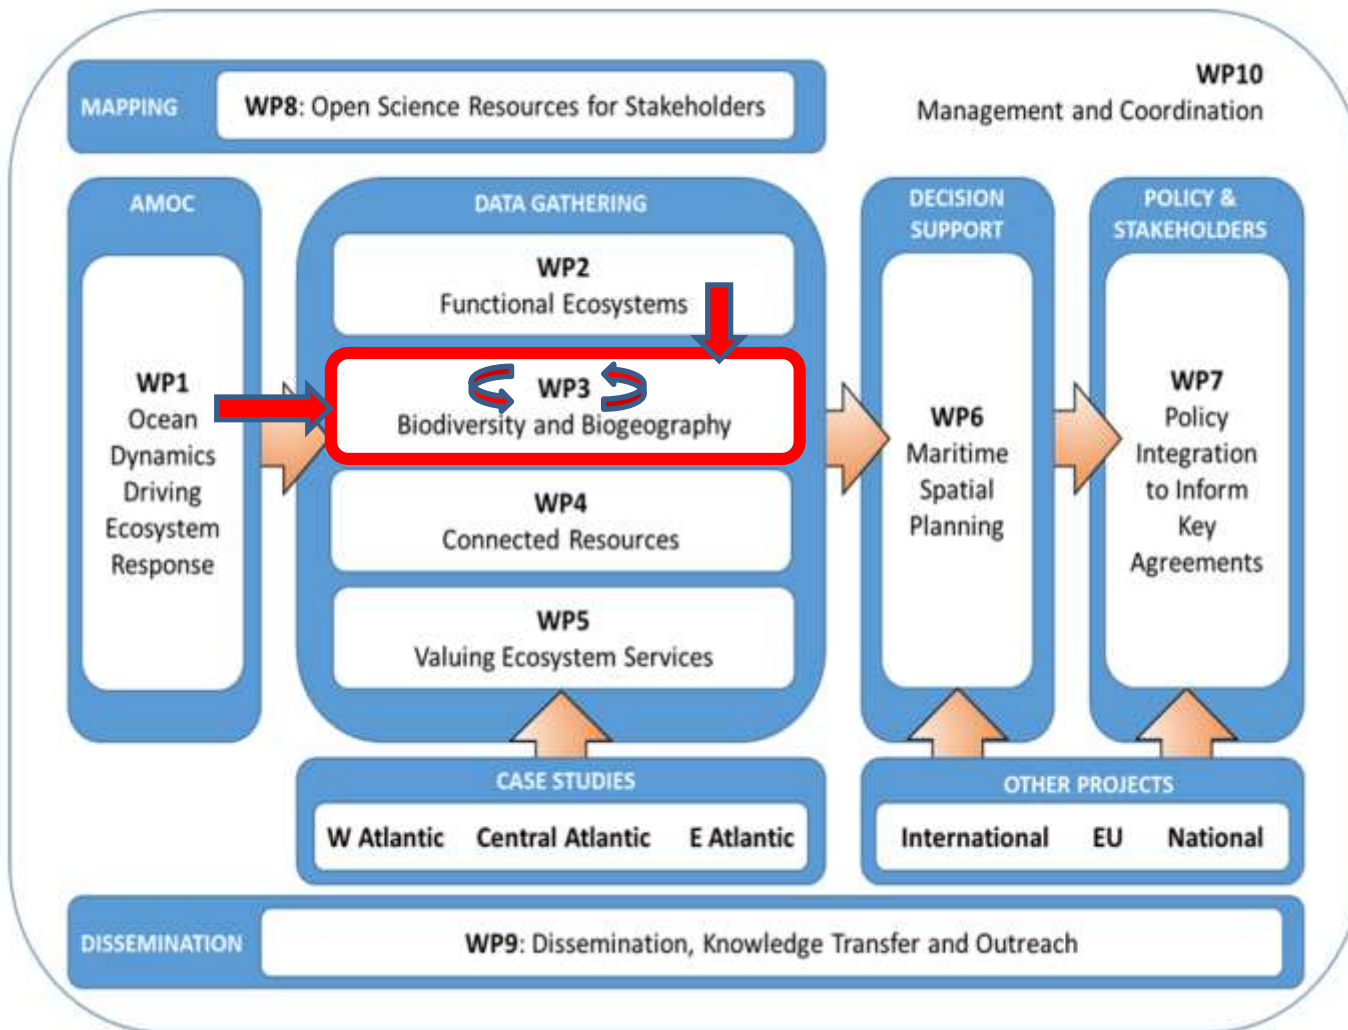 MAPPING
WP8: Open Science Resources for Stakeholders
WP10
Management and Coordination
AMOC
WP1
Ocean
Dynamics
Driving
Ecosystem
Response
DATA GATHERING
WP2
Functional Ecosystems
WP3
Biodiversity and Biogeography
WP4
Connected Resources
WP5
Valuing Ecosystem Services
DECISION
SUPPORT
WP6
Maritime
Spatial
Planning
POLICY &
STAKEHOLDERS
WP7
Policy
Integration
to Inform
Key
Agreements
CASE STUDIES
W Atlantic Central Atlantic E Atlantic
OTHER PROJECTS
International EU National
DISSEMINATION
WP9: Dissemination, Knowledge Transfer and Outreach